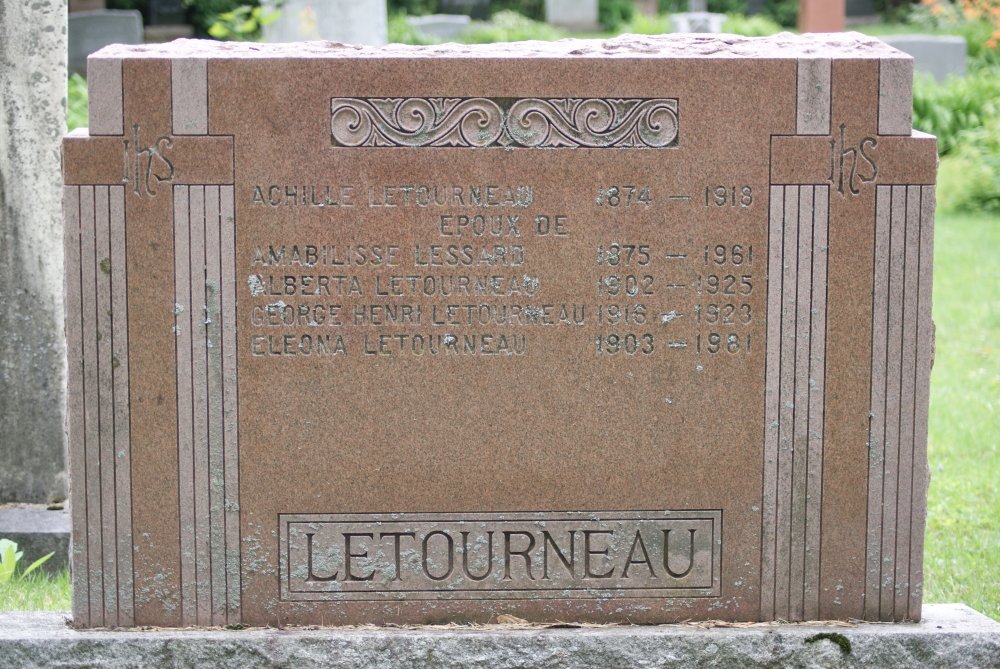 IHS IHS
ACHILLE LETOURNEAU 1874 – 1918
EPOUX DE
AMABILISSE LESSARD 1875 – 1961
ALBERTA LETOURNEAU 1902 – 1925
GEORGE HENRI LETOURNEAU 1916 – 1923
ELEONA LETOURNEAU 1903 – 1981
LETOURNEAU